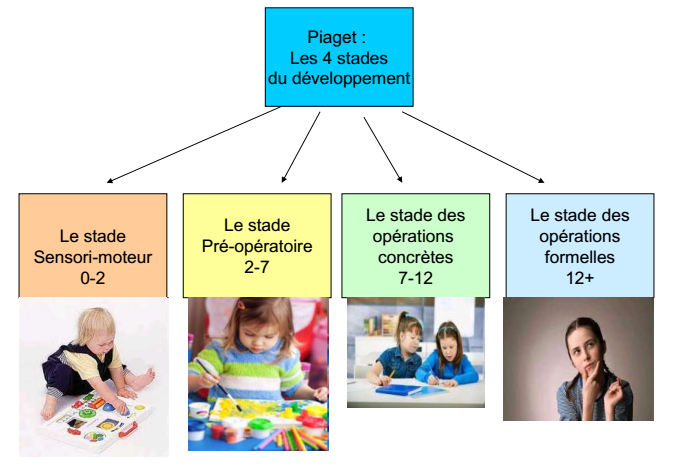 Piaget :
Les 4 stades
du développement
Le stade
Sensori-moteur
0-2
Le stade
Pré-opératoire
2-7
Le stade des
opérations
concrètes
7-12
Le stade des
opérations
formelles
12+